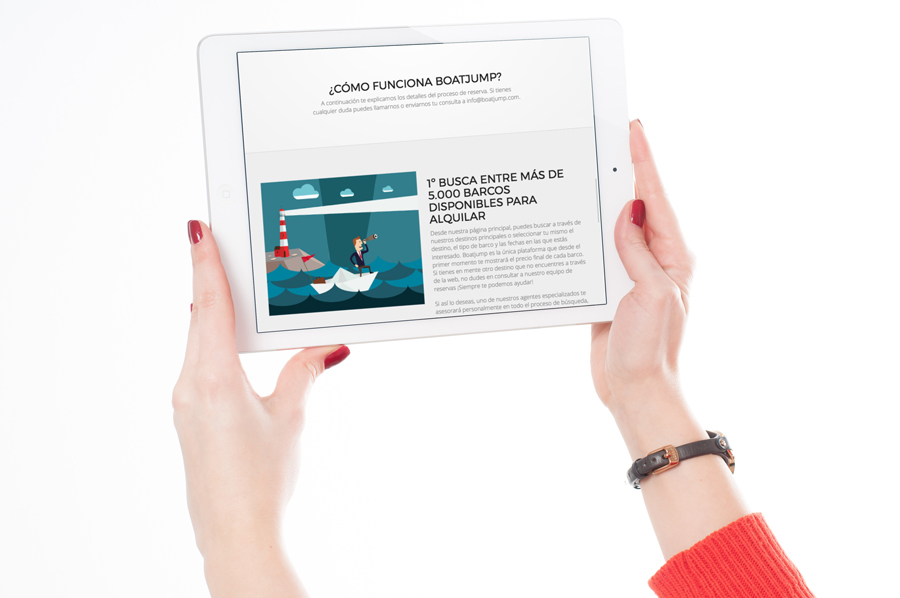 ¿CÓMO FUNCIONA BOATJUMP?
A continuación te explicamos los detalles del proceso de reserva. Si tienes
cualquier duda puedes llamarnos o enviarnos tu consulta a info@boatjump.com.
1º BUSCA ENTRE MÁS DE
5.000 BARCOS
DISPONIBLES PARA
ALQUILAR
Desde nuestra página principal, puedes buscar a través de
nuestros destinos principales o seleccionar tu mismo el
destino, el tipo de barco y las fechas en las que estás
interesado. Boatjump es la única plataforma que desde el
primer momento te mostrará el precio final de cada barco.
Si tienes en mente otro destino que no encuentres a través
de la web, no dudes en consultar a nuestro equipo de
reservas ¡Siempre te podemos ayudar!
Si así lo deseas, uno de nuestros agentes especializados te
asesorará personalmente en todo el proceso de búsqueda,